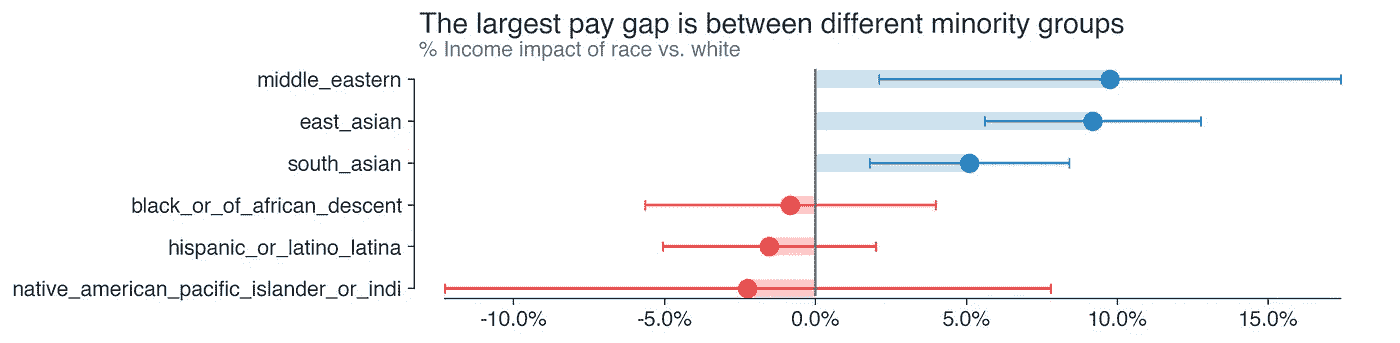 The largest pay gap is between different minority groups
% Income impact of race vs. white
middle_eastern
east_asian
south_asian
black_or_of_african_descent
hispanic_or_latino_latina
native_american_pacific_islander_or_indi
-10.0% -5.0% 0.0% 5.0% 10.0% 15.0%